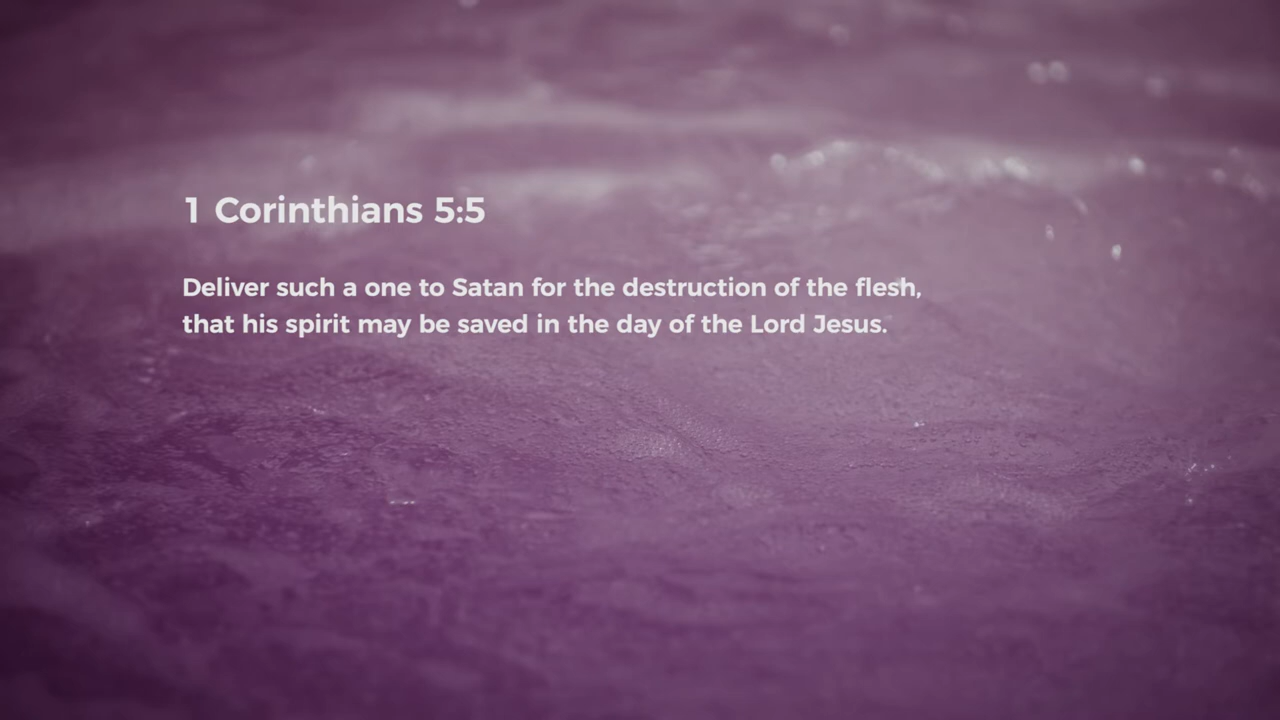 1 Corinthians 5:5
Deliver such a one to Satan for the destruction of the flesh,
that his spirit may be saved in the day of the Lord Jesus.